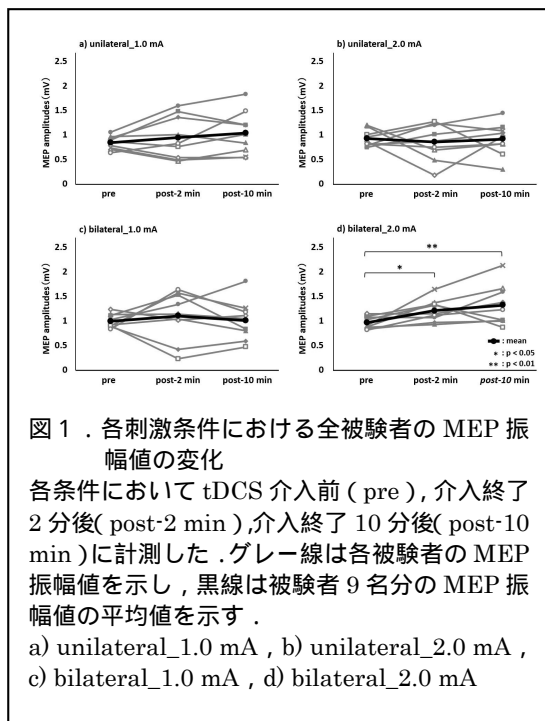 a) unilateral_1.0 mA
MEP amplitudes(mV)
2.5
2
1.5
1
0.5
0
pre post-2 min post-10 min
b) unilateral_2.0 mA
MEP amplitudes(mV)
2.5
2
1.5
1
0.5
0
pre post-2 min post-10 min
c) bilateral_1.0 mA
MEP amplitudes(mV)
2.5
2
1.5
1
0.5
0
pre post-2 min post-10 min
d) bilateral_2.0 mA
MEP amplitudes(mV)
2.5
2
1.5
1
0.5
0
**
*
: mean
* : p < 0.05
** : p < 0.01
pre post-2 min post-10 min
図1．各刺激条件における全被験者の MEP 振
幅値の変化
各条件において tDCS 介入前（pre）, 介入終了
2 分後（post-2 min）,介入終了 10 分後（post-10
min）に計測した．グレー線は各被験者の MEP
振幅値を示し，黒線は被験者 9 名分の MEP 振
幅値の平均値を示す．
a) unilateral_1.0 mA , b) unilateral_2.0 mA ,
c) bilateral_1.0 mA , d) bilateral_2.0 mA